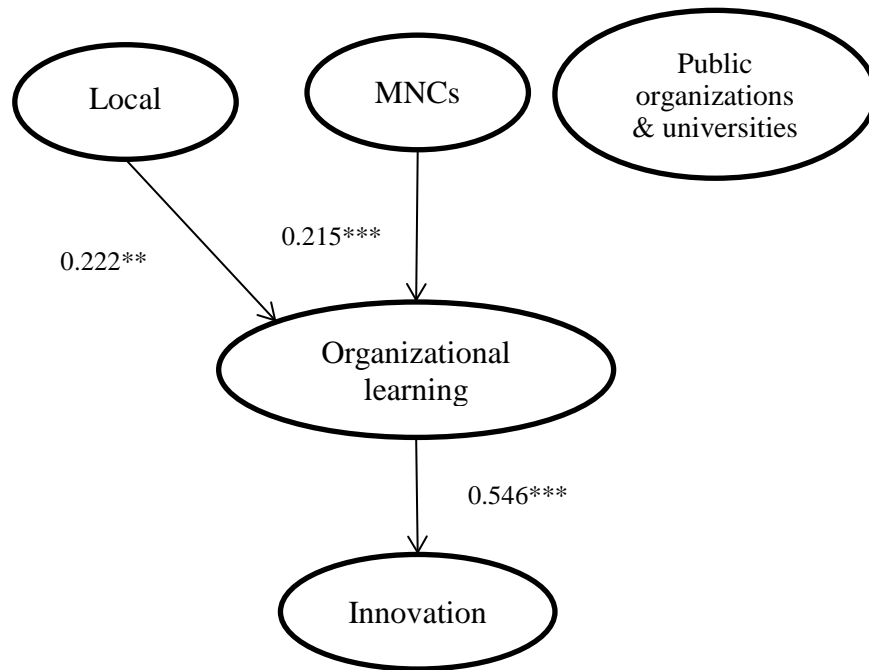 Local
MNCs
Public
organizations
& universities
0.222**
0.215***
Organizational
learning
0.546***
Innovation